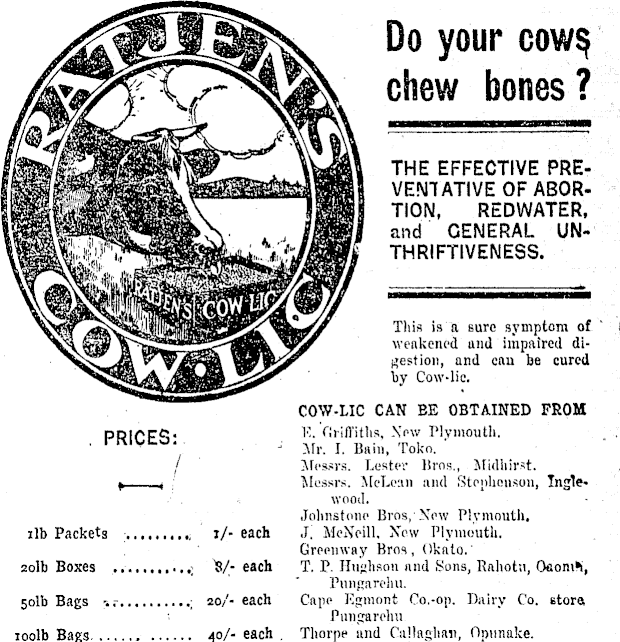 RATJEN'S
COW-LIC
RATJENS' COW LIC
Do your cows
chew bones ?
THE EFFECTIVE PRE-
VENTATIVE OF ABOR-
TION, REDWATER,
and GENERAL UN-
THRIFTIVENESS.
This is a sure symptom of
weakened and impaired di-
gestion, and can be cured
by Cow-lic.
PRICES:
1lb Packets .......... 1/- each
20lb Boxes .......... 8/- each
50lb Bags .......... 20/- each
100lb Bags....... ....... 40/- each
COW-LIC CAN BE OBTAINED FROM
E. Griffiths, New Plymouth.
Mr. I. Bain, Toko.
Messrs. Lester Bros., Midhirst.
Messrs. McLean and Stephenson, Ingle-
wood.
Johnstone Bros, New Plymouth.
J. McNeill, New Plymouth.
Greenway Bros, Okato.
T. P. Hughson and Sons, Rahotu,
Pungarehu.
Cape Egmont Co.-op. Dairy Co. store
Pungarehu
Thorpe and Callaghan, Opunake.